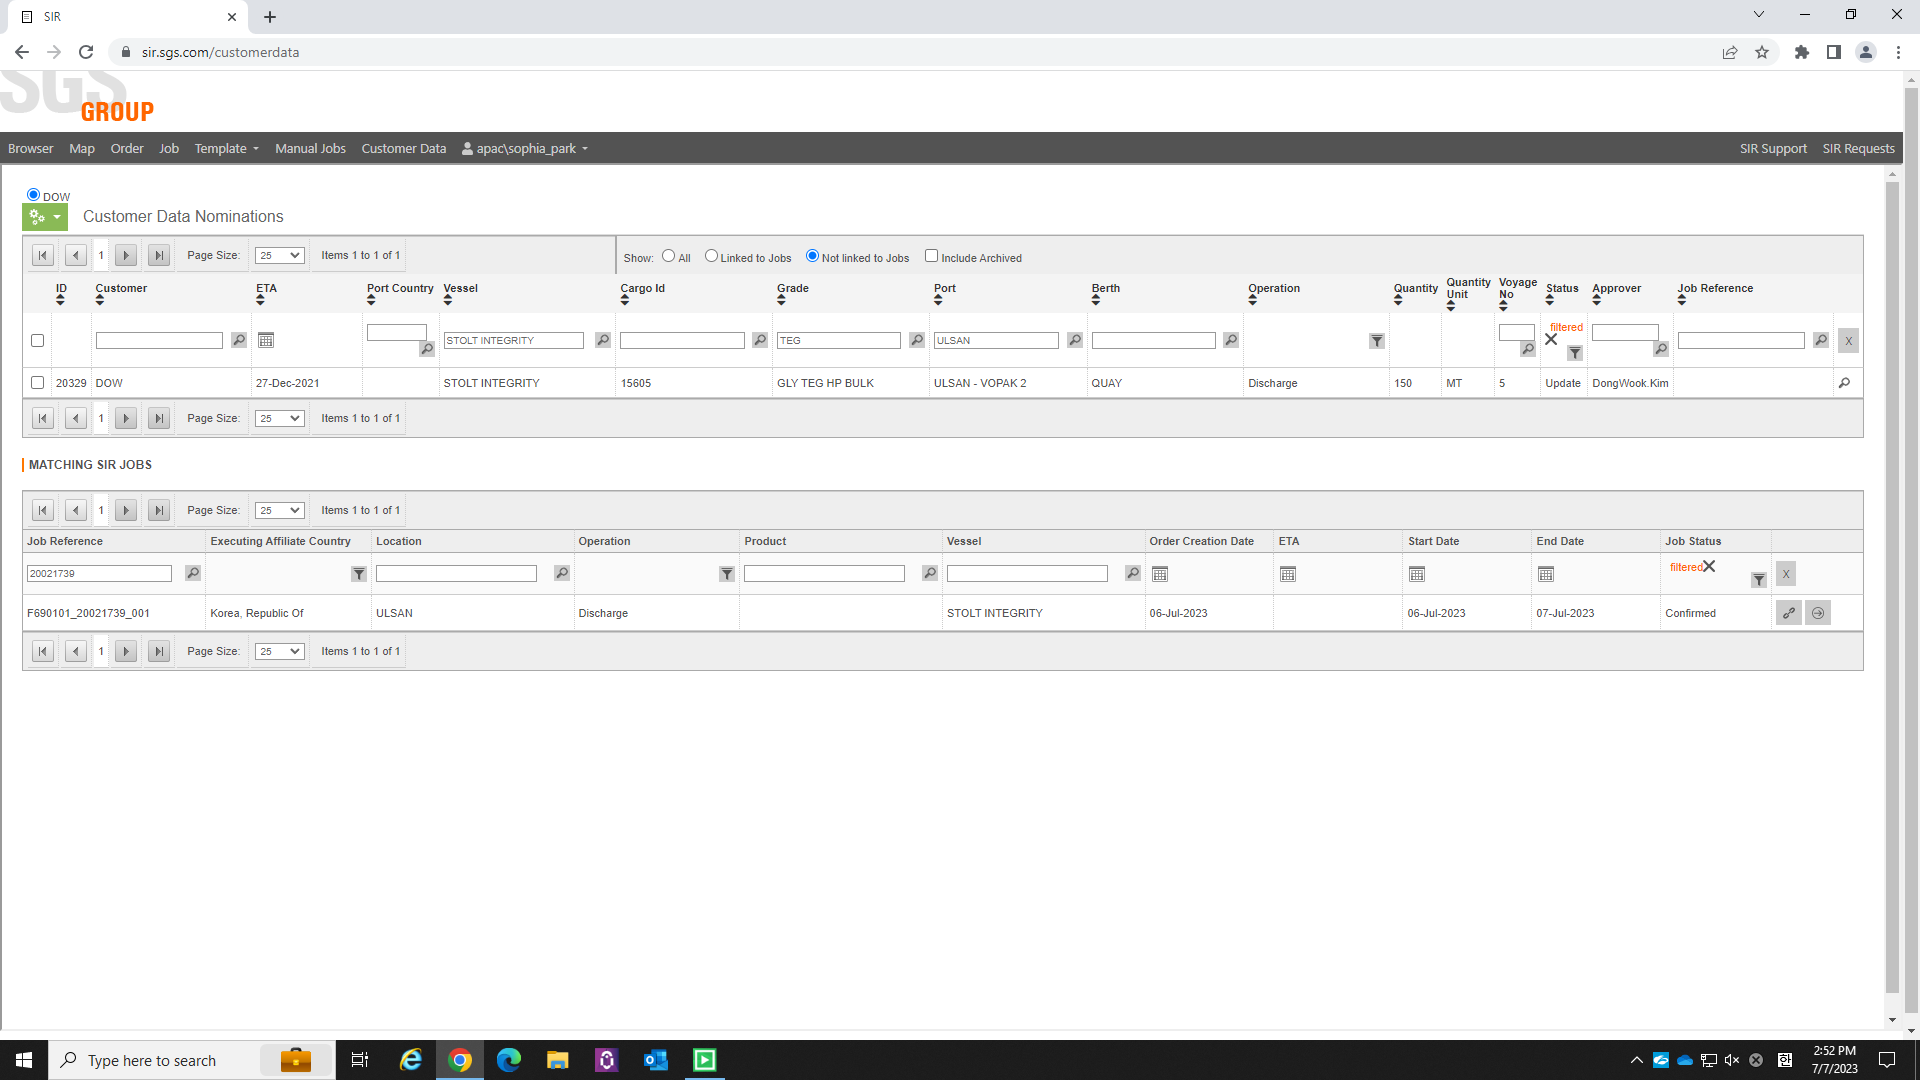 SIR
sir.sgs.com/customerdata
SGS
GROUP
Browser Map Order Job Template Manual Jobs Customer Data apac\sophia_park SIR Support SIR Requests
DOW
Customer Data Nominations
1 Page Size: 25 Items 1 to 1 of 1 Show: All Linked to Jobs Not linked to Jobs Include Archived
ID Customer ETA Port Country Vessel Cargo Id Grade Port Berth Operation Quantity Quantity Unit Voyage No Status Approver Job Reference
STOLT INTEGRITY TEG ULSAN filtered X
20329 DOW 27-Dec-2021 STOLT INTEGRITY 15605 GLY TEG HP BULK ULSAN - VOPAK 2 QUAY Discharge 150 MT 5 Update DongWook.Kim
1 Page Size: 25 Items 1 to 1 of 1
MATCHING SIR JOBS
1 Page Size: 25 Items 1 to 1 of 1
Job Reference Executing Affiliate Country Location Operation Product Vessel Order Creation Date ETA Start Date End Date Job Status
20021739 filtered X
F690101_20021739_001 Korea, Republic Of ULSAN Discharge STOLT INTEGRITY 06-Jul-2023 06-Jul-2023 07-Jul-2023 Confirmed
1 Page Size: 25 Items 1 to 1 of 1
Type here to search
2:52 PM
7/7/2023